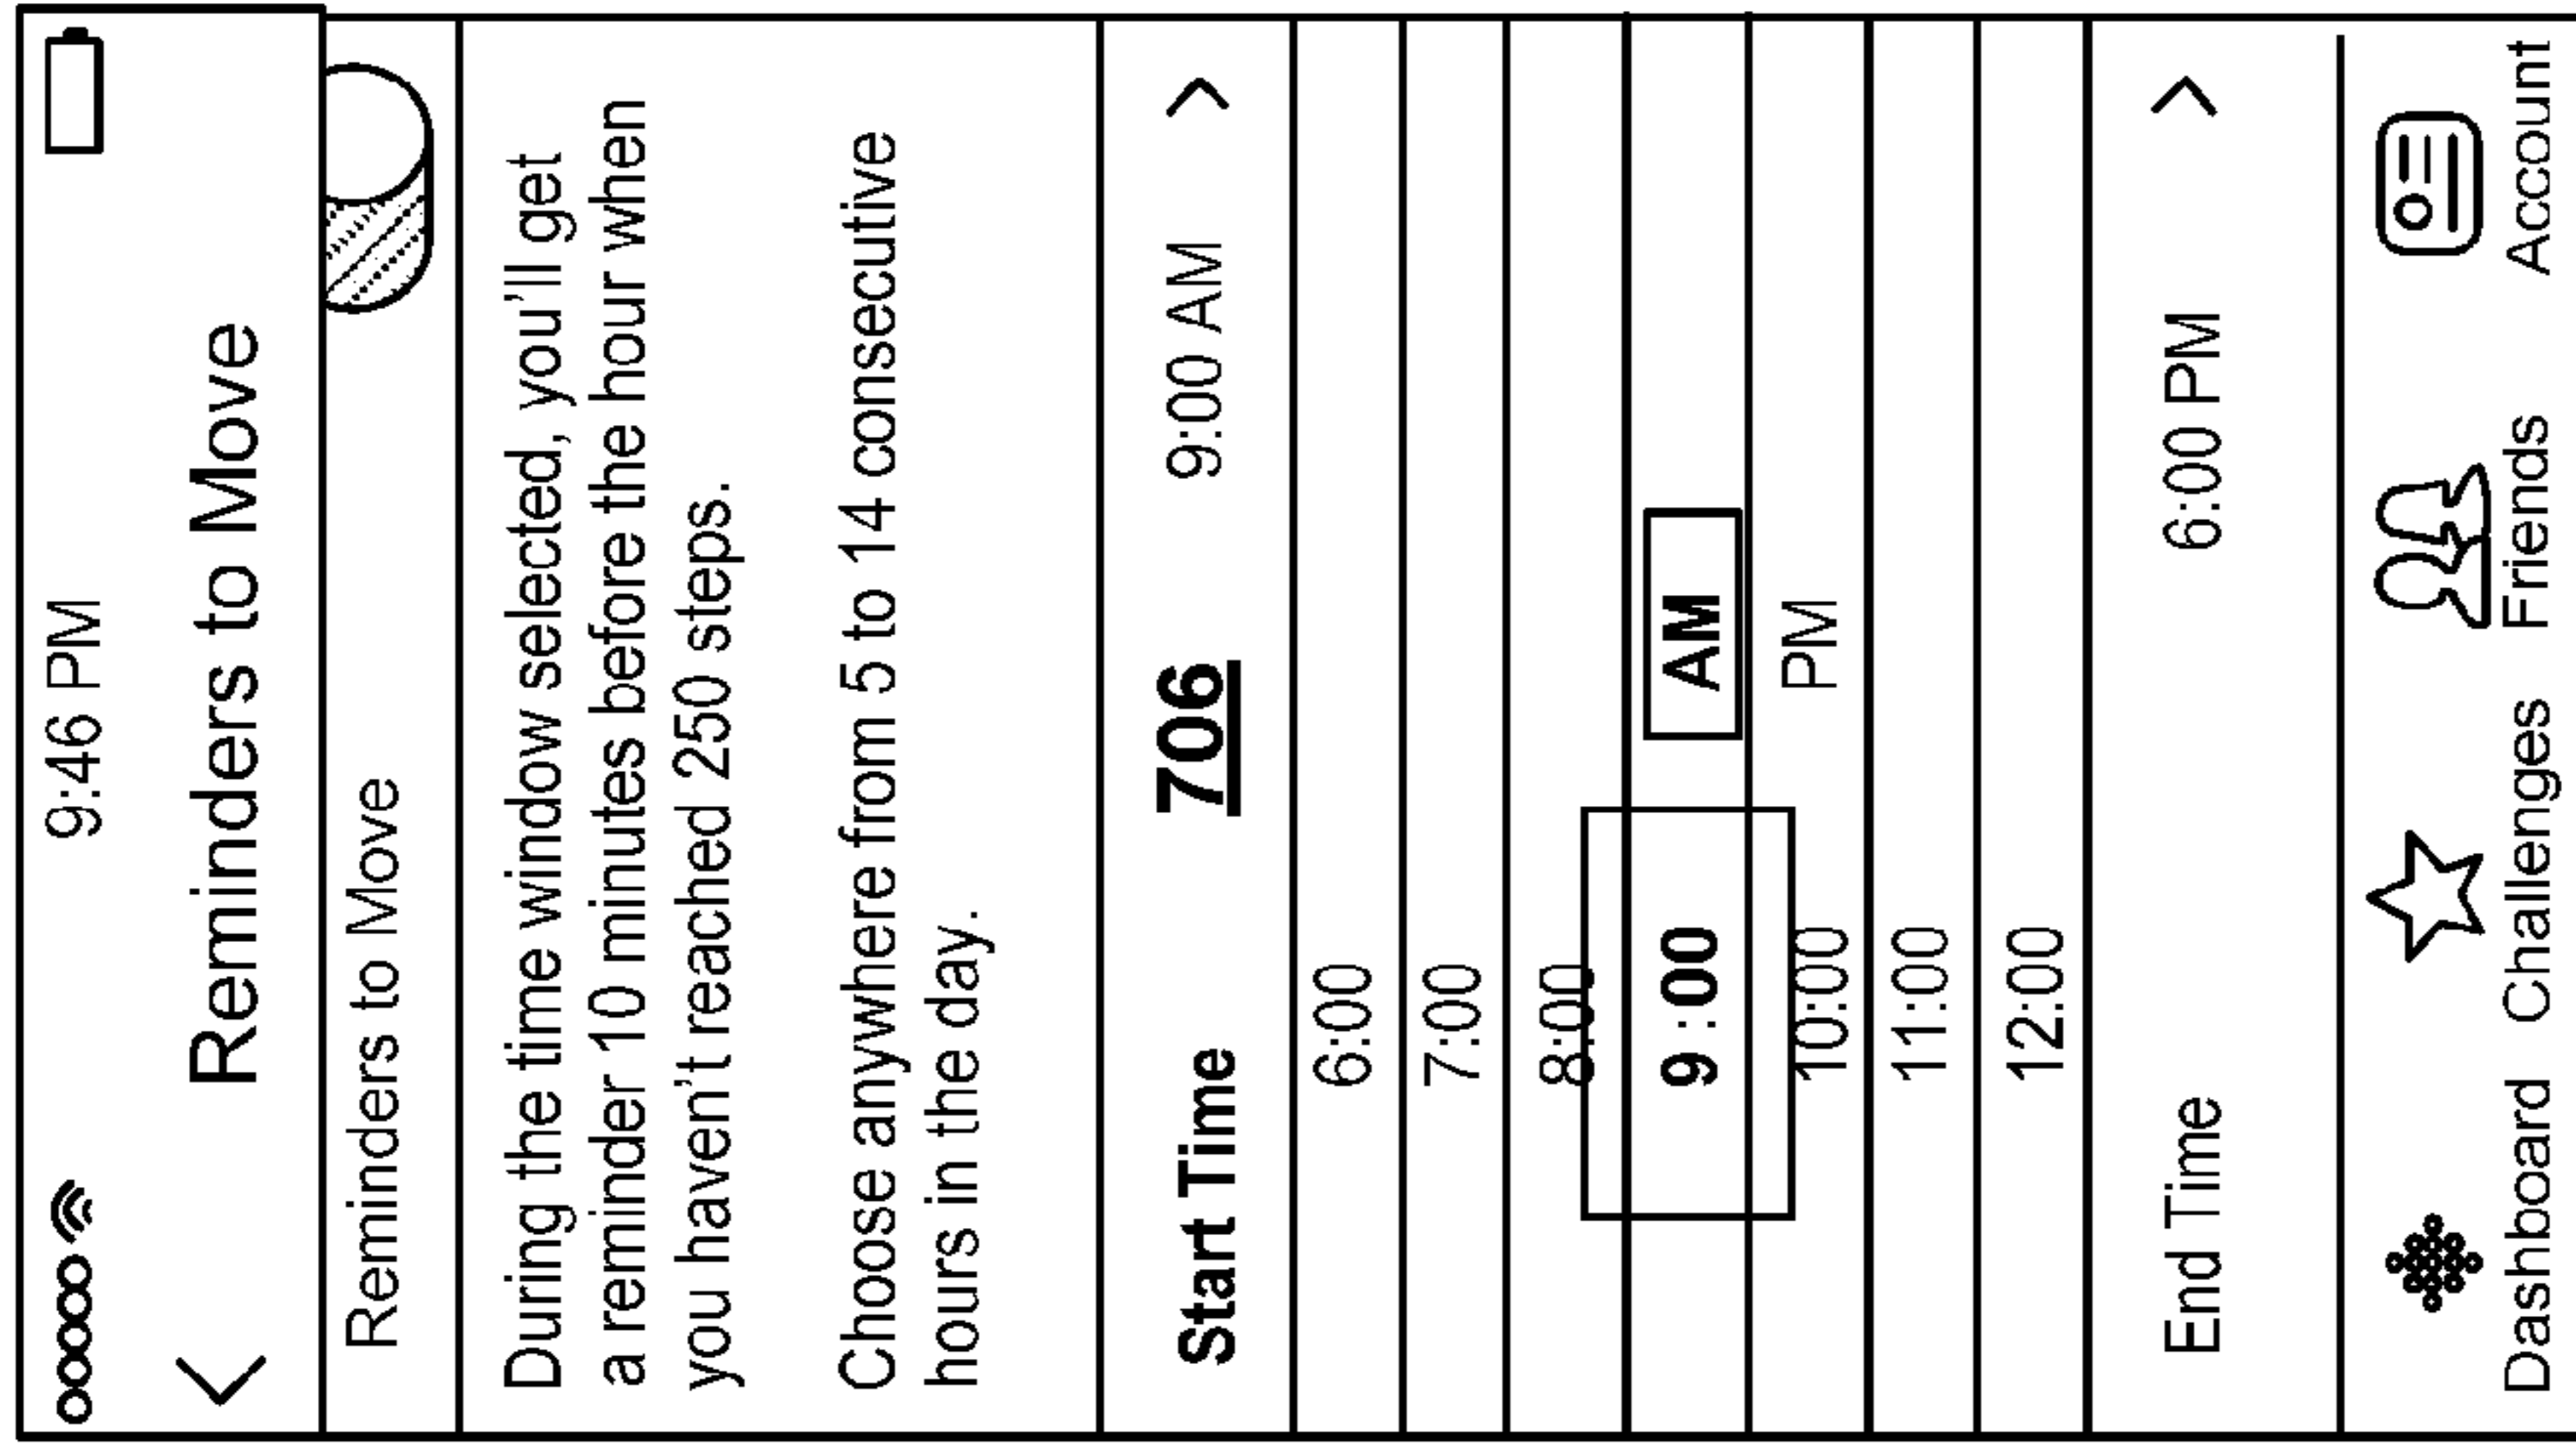 9:46 PM
Reminders to Move
Reminders to Move
During the time window selected, you'll get
a reminder 10 minutes before the hour when
you haven't reached 250 steps.
Choose anywhere from 5 to 14 consecutive
hours in the day.
Start Time 706 9:00 AM
6:00
7:00
8:00
9:00 AM
PM
10:00
11:00
12:00
End Time 6:00 PM
Dashboard Challenges Friends Account